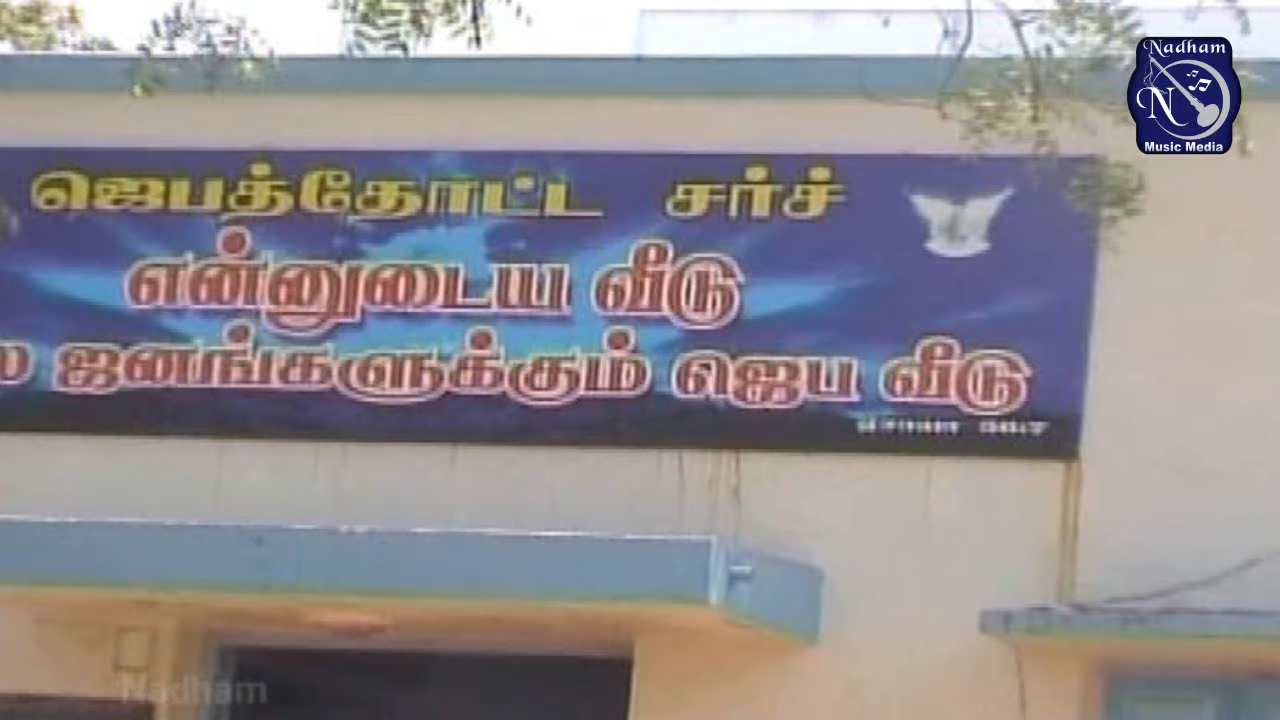 Nadham
N
Music Media
ஜெபத்தோட்ட சர்ச்
என்னுடைய வீடு
ஜனங்களுக்கும் ஜெப வீடு
Nadham